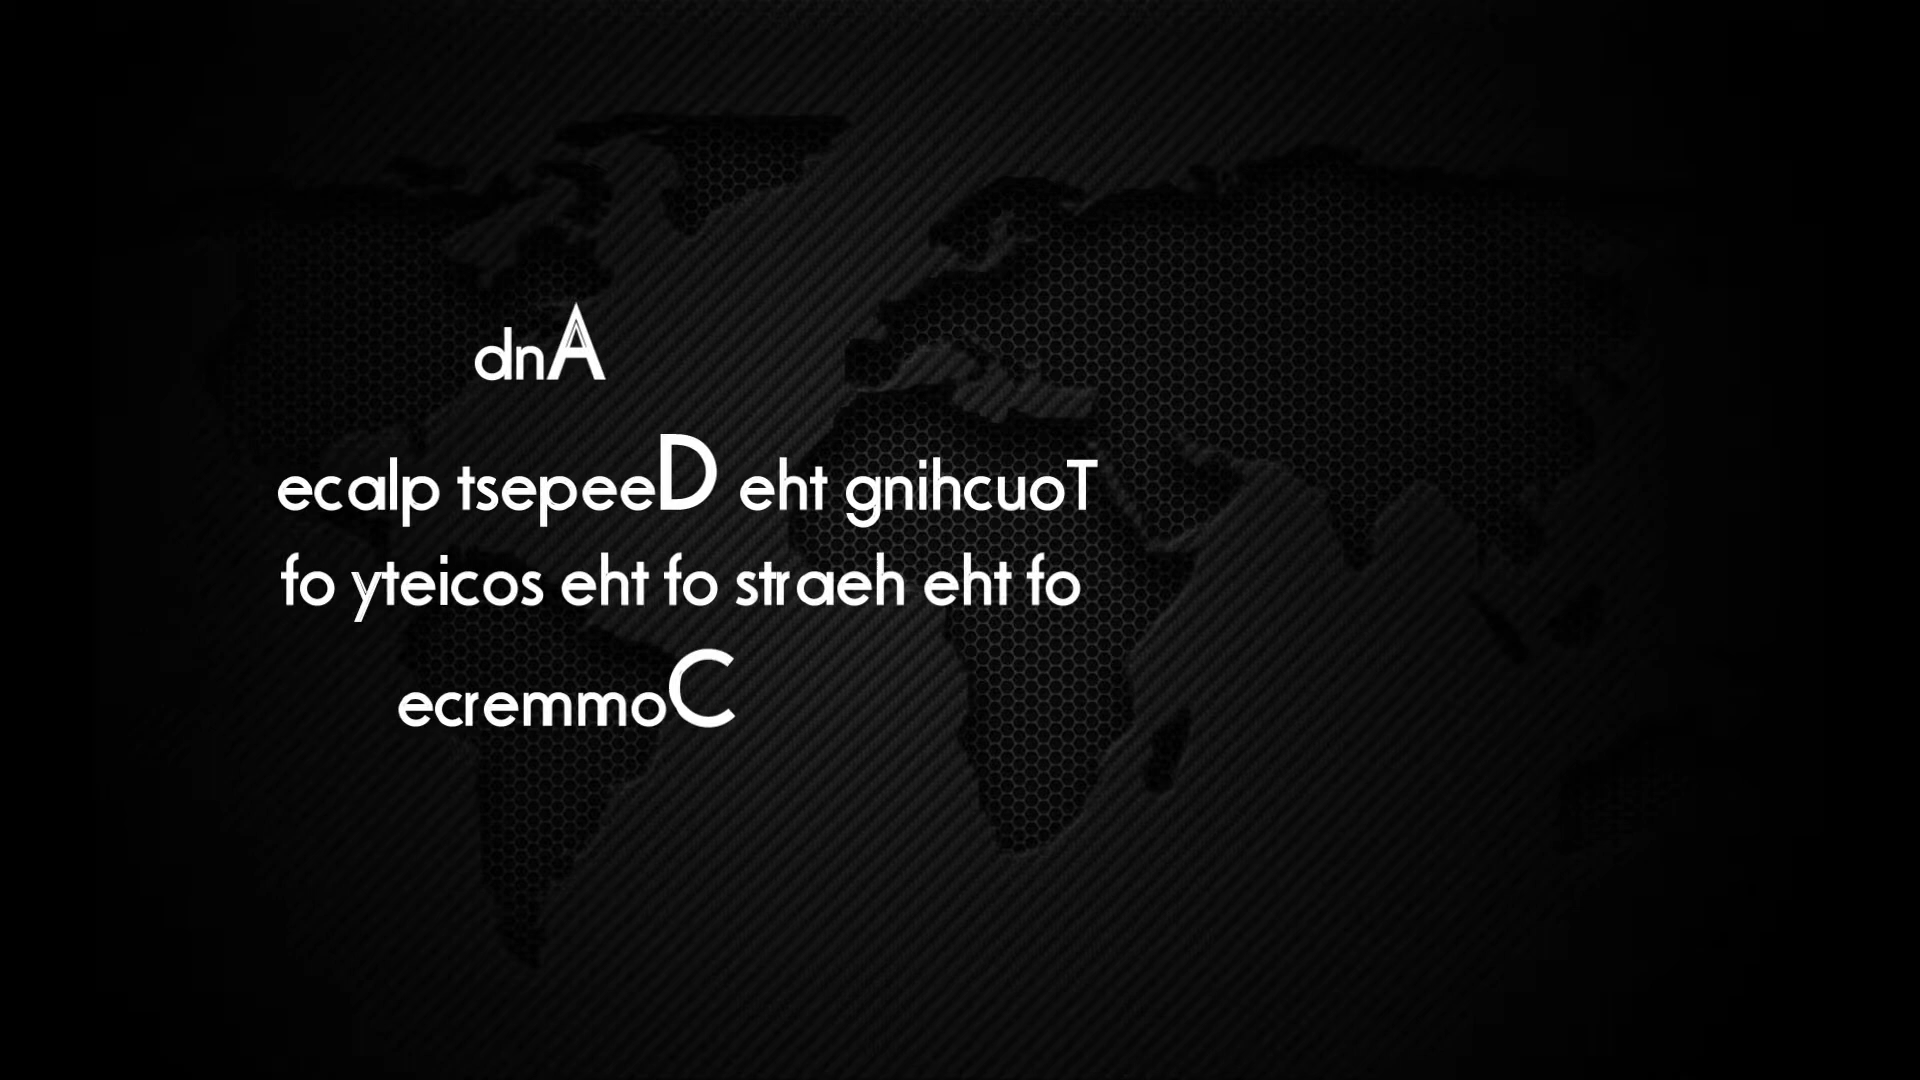 dnA
ecalp tsepeeD eht gnihcuoT
fo yteicos eht fo straeh eht fo
ecremmoC